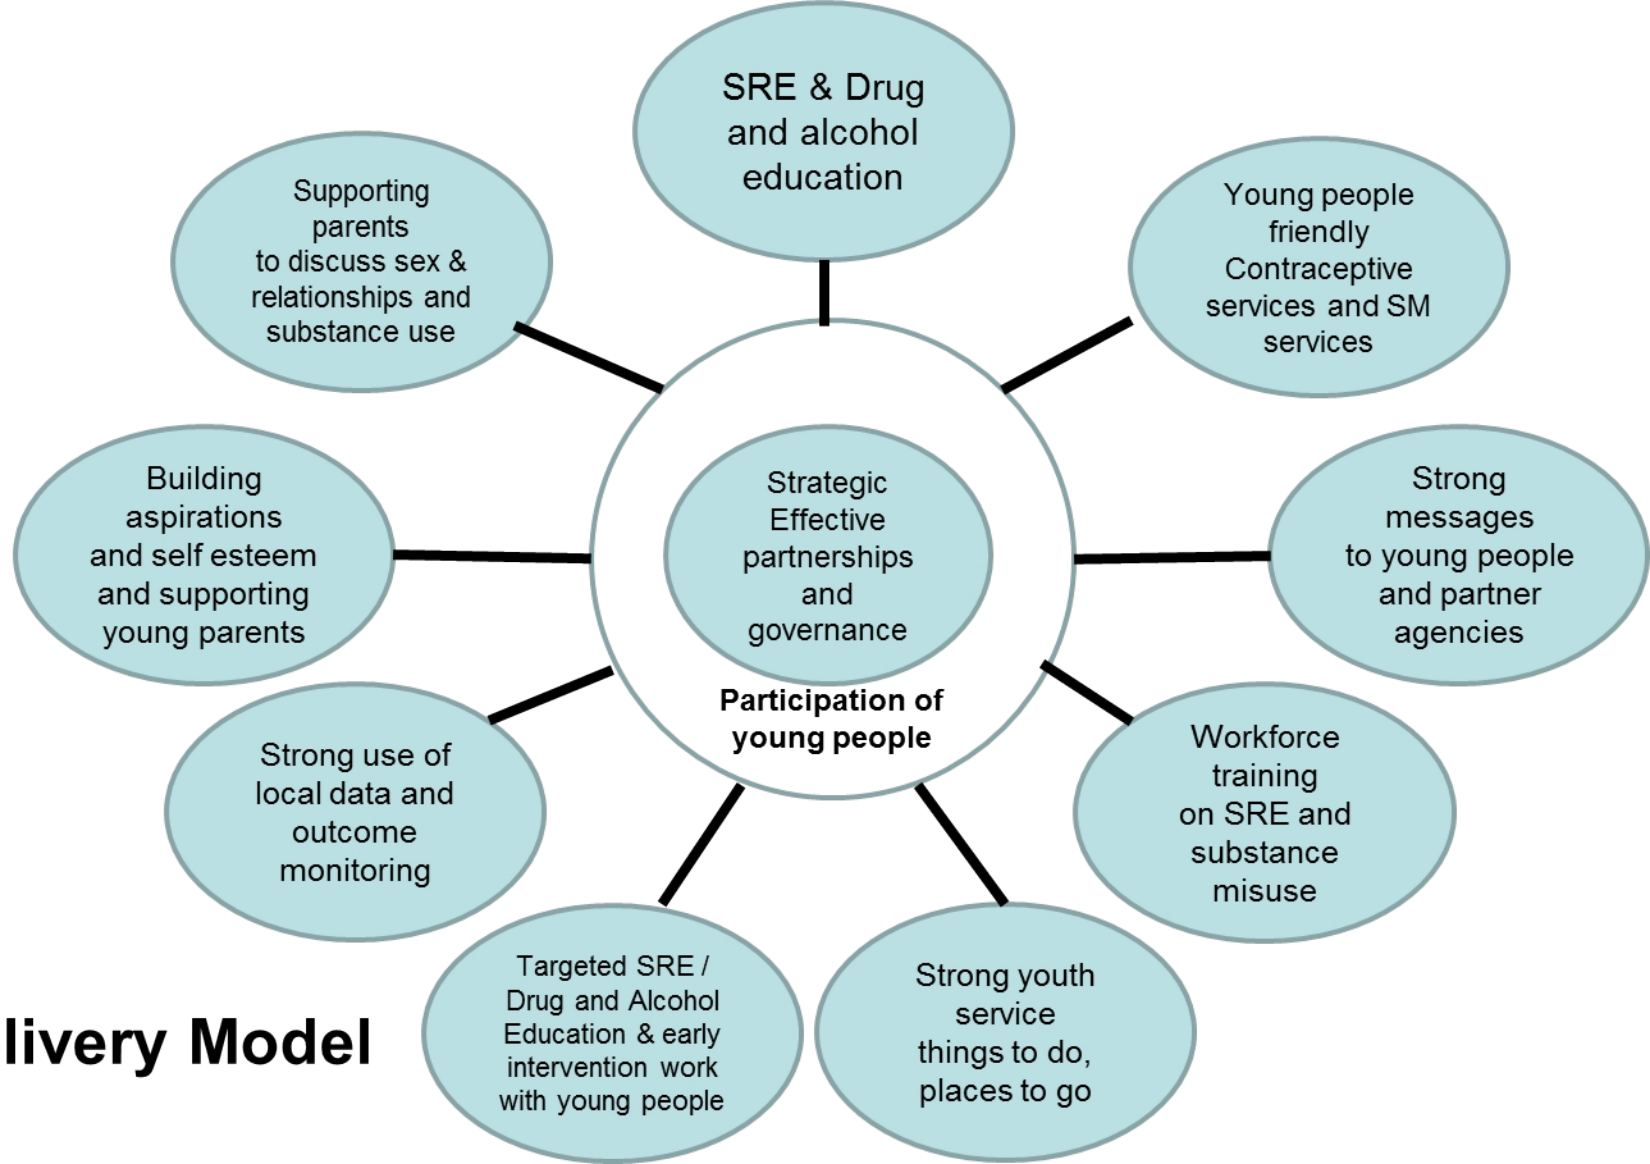 SRE & Drug
and alcohol
education
Supporting
parents
to discuss sex &
relationships and
substance use
Young people
friendly
Contraceptive
services and SM
services
Building
aspirations
and self esteem
and supporting
young parents
Strategic
Effective
partnerships
and
governance
Participation of
young people
Strong
messages
to young people
and partner
agencies
Strong use of
local data and
outcome
monitoring
Workforce
training
on SRE and
substance
misuse
Targeted SRE /
Drug and Alcohol
Education & early
intervention work
with young people
Strong youth
service
things to do,
places to go
livery Model